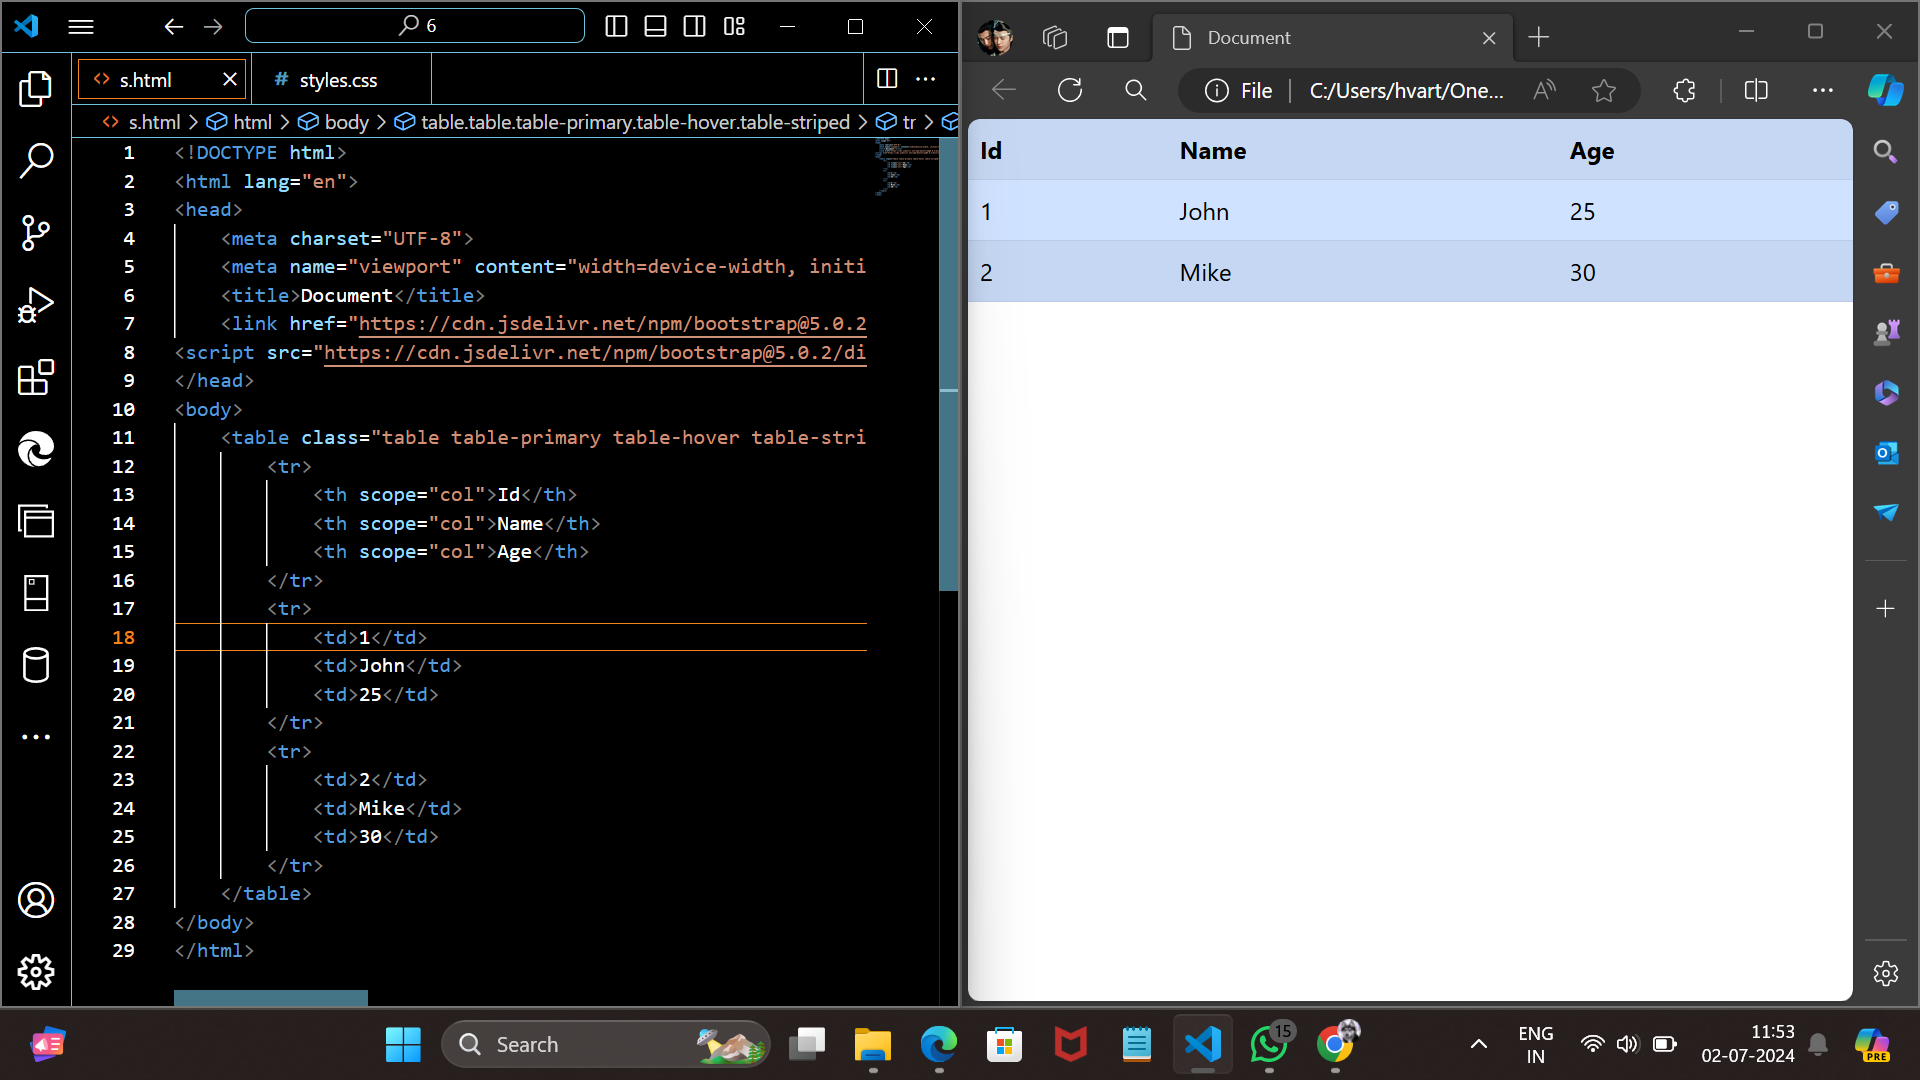 6
s.html
styles.css
s.html > html > body > table.table.table-primary.table-hover.table-striped > tr >
1 <!DOCTYPE html>
2 <html lang="en">
3 <head>
4 <meta charset="UTF-8">
5 <meta name="viewport" content="width=device-width, initi
6 <title>Document</title>
7 <link href="https://cdn.jsdelivr.net/npm/bootstrap@5.0.2
8 <script src="https://cdn.jsdelivr.net/npm/bootstrap@5.0.2/di
9 </head>
10 <body>
11 <table class="table table-primary table-hover table-stri
12 <tr>
13 <th scope="col">Id</th>
14 <th scope="col">Name</th>
15 <th scope="col">Age</th>
16 </tr>
17 <tr>
18 <td>1</td>
19 <td>John</td>
20 <td>25</td>
21 </tr>
22 <tr>
23 <td>2</td>
24 <td>Mike</td>
25 <td>30</td>
26 </tr>
27 </table>
28 </body>
29 </html>
Document
File | C:/Users/hvart/One...
Id Name Age
1 John 25
2 Mike 30
Search
15
ENG
IN
11:53
02-07-2024
PRE